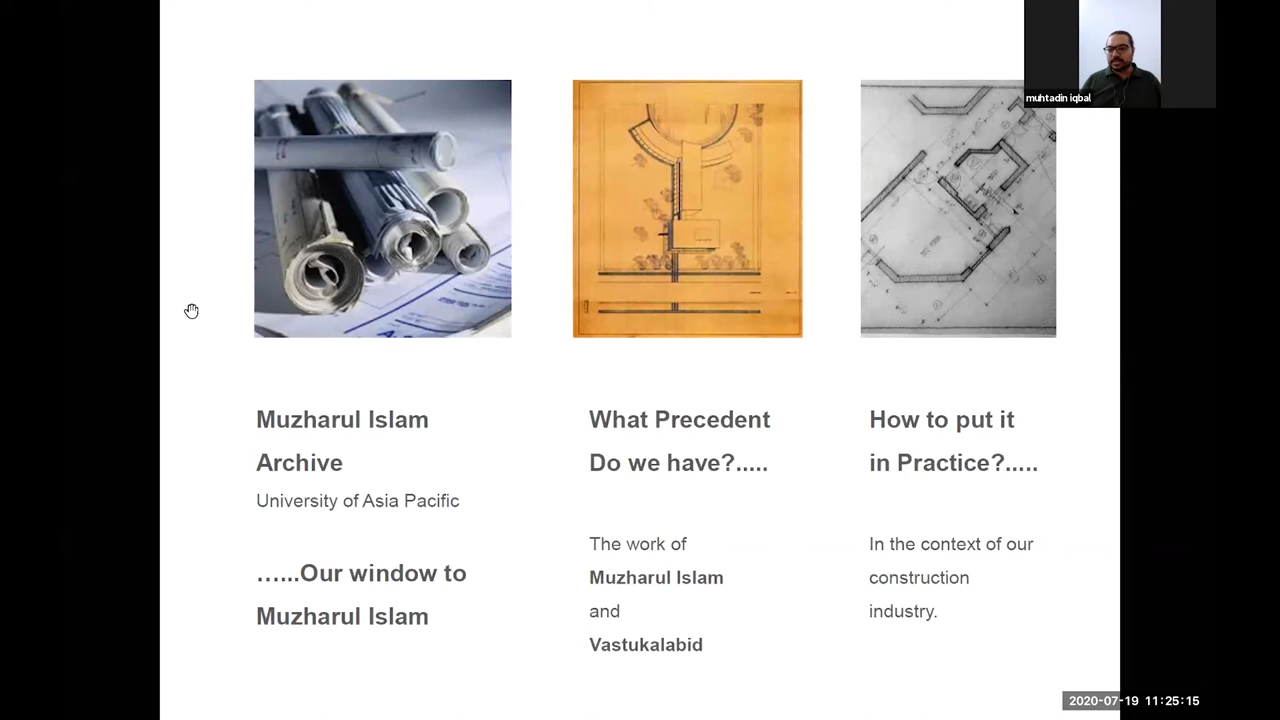 muhtadin iqbal
Muzharul Islam
Archive
University of Asia Pacific
…...Our window to
Muzharul Islam
What Precedent
Do we have?.....
The work of
Muzharul Islam
and
Vastukalabid
How to put it
in Practice?.....
In the context of our
construction
industry.
2020-07-19 11:25:15